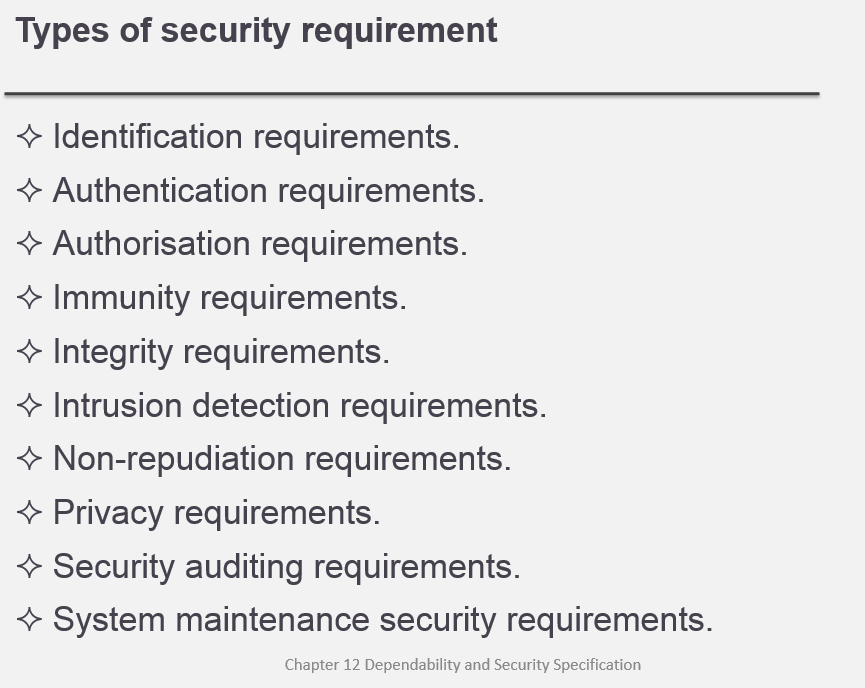 Types of security requirement
✧ Identification requirements.
✧ Authentication requirements.
✧ Authorisation requirements.
✧ Immunity requirements.
✧ Integrity requirements.
✧ Intrusion detection requirements.
✧ Non-repudiation requirements.
✧ Privacy requirements.
✧ Security auditing requirements.
✧ System maintenance security requirements.
Chapter 12 Dependability and Security Specification